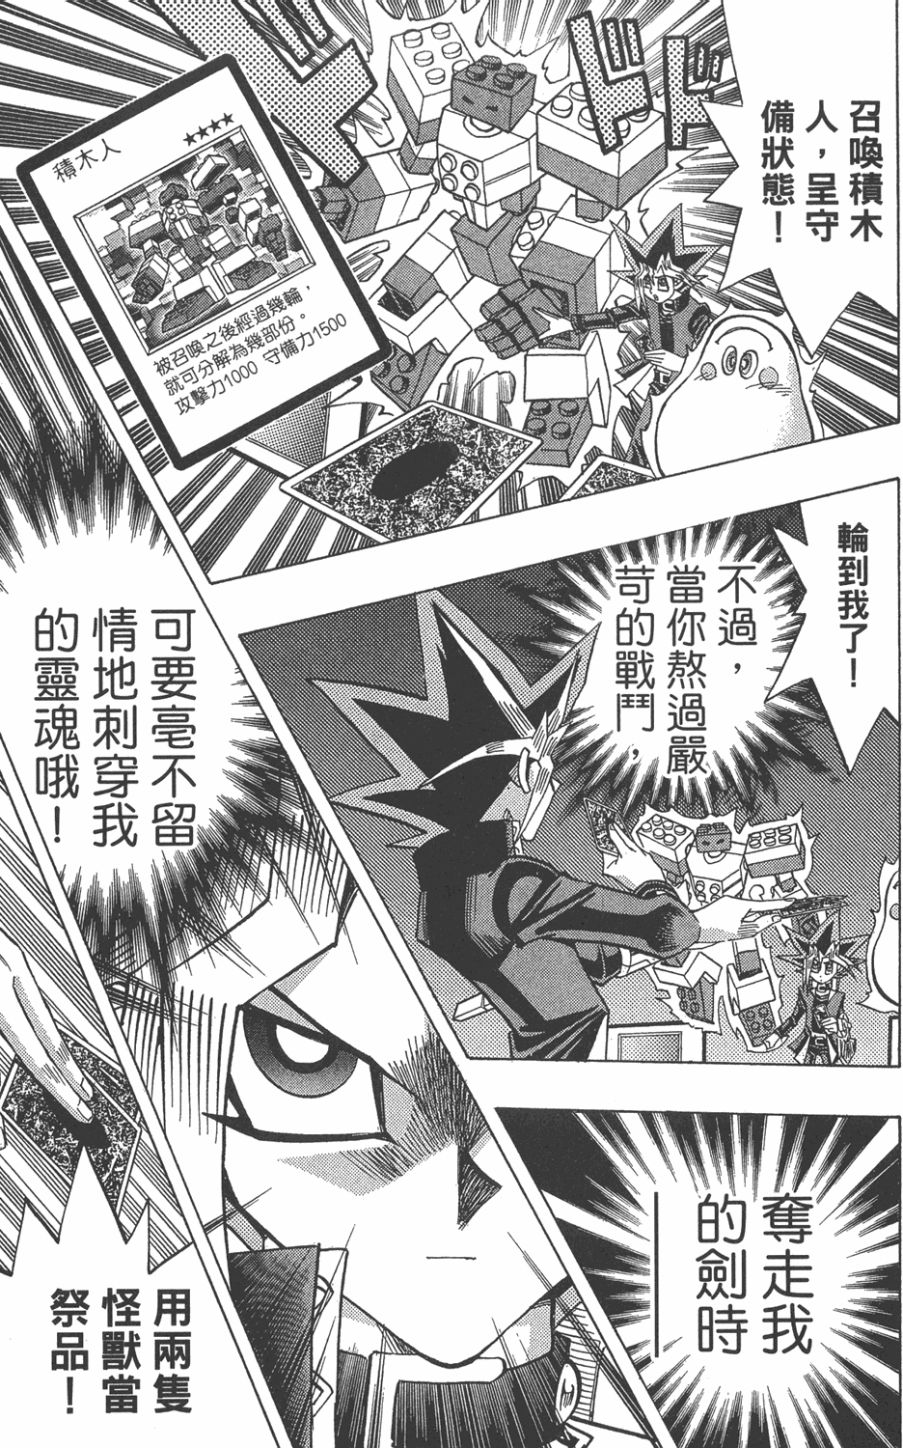 召喚積木
人，呈守
備狀態！
ドド
積木人
★★★★
被召喚之後經過幾輪，
就可分解為幾部份。
攻擊力1000 守備力1500
輪到我了！
不過，
當你熬過嚴
苛的戰鬥，
奪走我
的劍時
——
可要毫不留
情地刺穿我
的靈魂哦！
用兩隻
怪獸當
祭品！